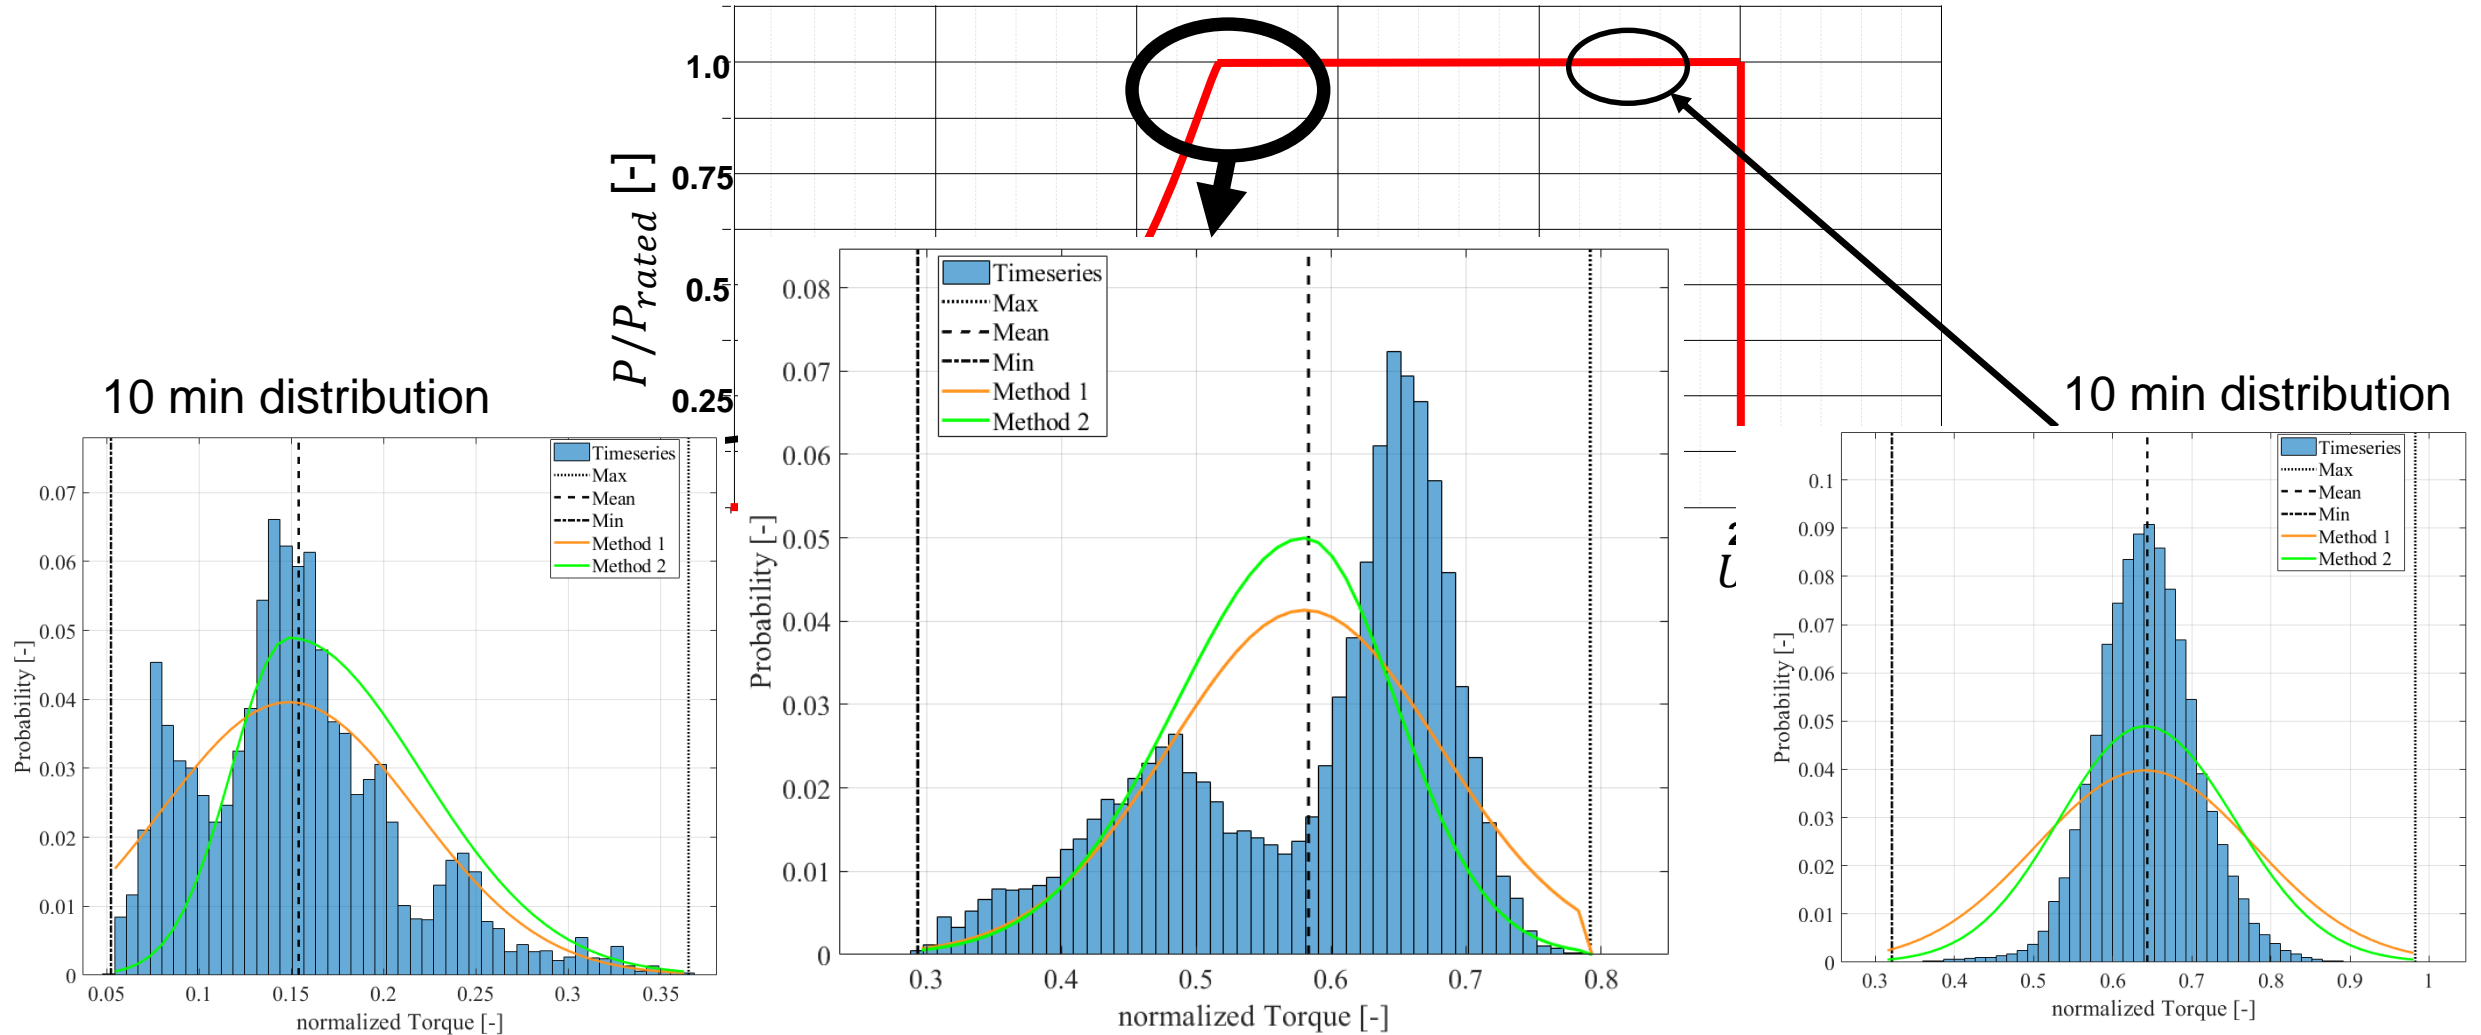 1.0
0.75
0.5
0.25
P/P_rated [-]
10 min distribution
Timeseries
Max
Mean
Min
Method 1
Method 2
0.07
0.06
0.05
0.04
0.03
0.02
0.01
0
Probability [-]
0.05 0.1 0.15 0.2 0.25 0.3 0.35
normalized Torque [-]
Timeseries
Max
Mean
Min
Method 1
Method 2
0.08
0.07
0.06
0.05
0.04
0.03
0.02
0.01
0
Probability [-]
0.3 0.4 0.5 0.6 0.7 0.8
normalized Torque [-]
10 min distribution
Timeseries
Max
Mean
Min
Method 1
Method 2
0.1
0.09
0.08
0.07
0.06
0.05
0.04
0.03
0.02
0.01
0
Probability [-]
0.3 0.4 0.5 0.6 0.7 0.8 0.9 1
normalized Torque [-]